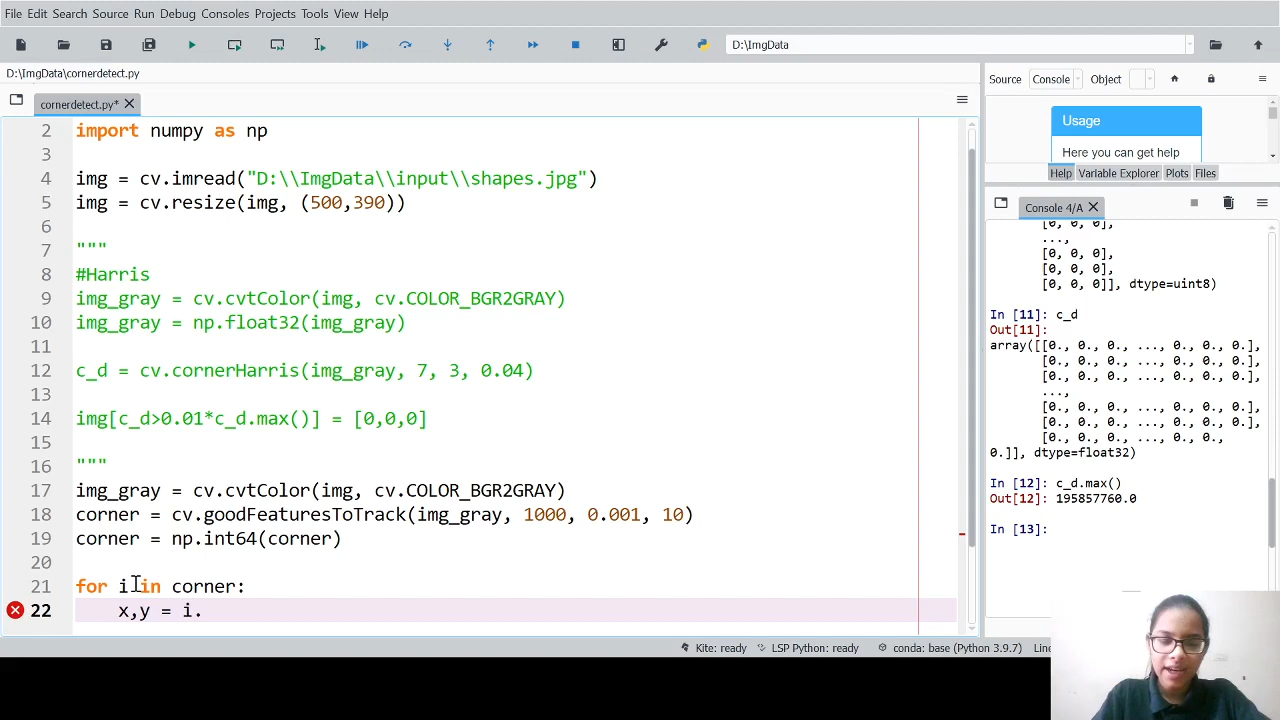 File Edit Search Source Run Debug Consoles Projects Tools View Help
D:\ImgData
D:\ImgData\cornerdetect.py
cornerdetect.py*
2 import numpy as np
3
4 img = cv.imread("D:\\ImgData\\input\\shapes.jpg")
5 img = cv.resize(img, (500,390))
6
7 """
8 #Harris
9 img_gray = cv.cvtColor(img, cv.COLOR_BGR2GRAY)
10 img_gray = np.float32(img_gray)
11
12 c_d = cv.cornerHarris(img_gray, 7, 3, 0.04)
13
14 img[c_d>0.01*c_d.max()] = [0,0,0]
15
16 """
17 img_gray = cv.cvtColor(img, cv.COLOR_BGR2GRAY)
18 corner = cv.goodFeaturesToTrack(img_gray, 1000, 0.001, 10)
19 corner = np.int64(corner)
20
21 for i in corner:
22 x,y = i.
Source Console Object
Usage
Here you can get help
Help Variable Explorer Plots Files
Console 4/A
[0, 0, 0],
...,
[0, 0, 0],
[0, 0, 0],
[0, 0, 0]], dtype=uint8)
In [11]: c_d
Out[11]:
array([[0., 0., 0., ..., 0., 0., 0.],
[0., 0., 0., ..., 0., 0., 0.],
[0., 0., 0., ..., 0., 0., 0.],
...,
[0., 0., 0., ..., 0., 0., 0.],
[0., 0., 0., ..., 0., 0., 0.],
[0., 0., 0., ..., 0., 0.,
0.]], dtype=float32)
In [12]: c_d.max()
Out[12]: 195857760.0
In [13]:
Kite: ready LSP Python: ready conda: base (Python 3.9.7) Line